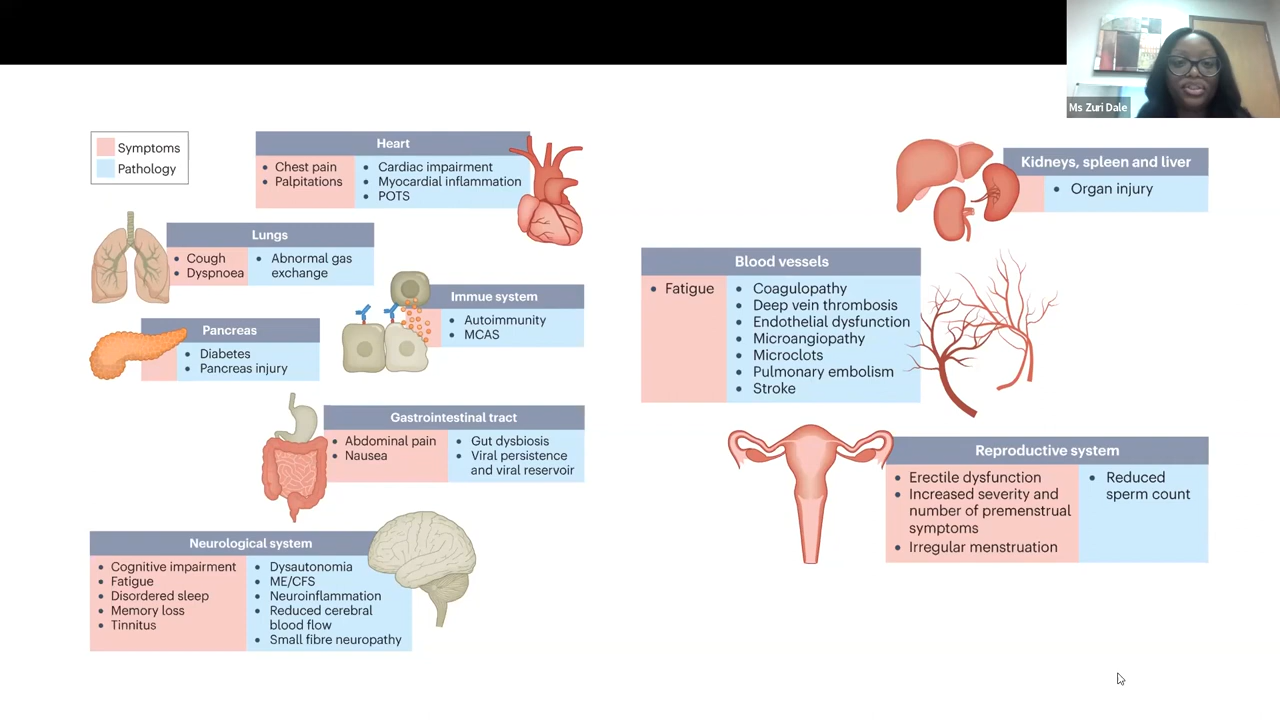 Ms Zuri Dale
Symptoms
Pathology
Heart
• Chest pain
• Palpitations
• Cardiac impairment
• Myocardial inflammation
• POTS
Lungs
• Cough
• Dyspnoea
• Abnormal gas
exchange
Immue system
• Autoimmunity
• MCAS
Pancreas
• Diabetes
• Pancreas injury
Gastrointestinal tract
• Abdominal pain
• Nausea
• Gut dysbiosis
• Viral persistence
and viral reservoir
Neurological system
• Cognitive impairment
• Fatigue
• Disordered sleep
• Memory loss
• Tinnitus
• Dysautonomia
• ME/CFS
• Neuroinflammation
• Reduced cerebral
blood flow
• Small fibre neuropathy
Kidneys, spleen and liver
• Organ injury
Blood vessels
• Fatigue
• Coagulopathy
• Deep vein thrombosis
• Endothelial dysfunction
• Microangiopathy
• Microclots
• Pulmonary embolism
• Stroke
Reproductive system
• Erectile dysfunction
• Increased severity and
number of premenstrual
symptoms
• Irregular menstruation
• Reduced
sperm count